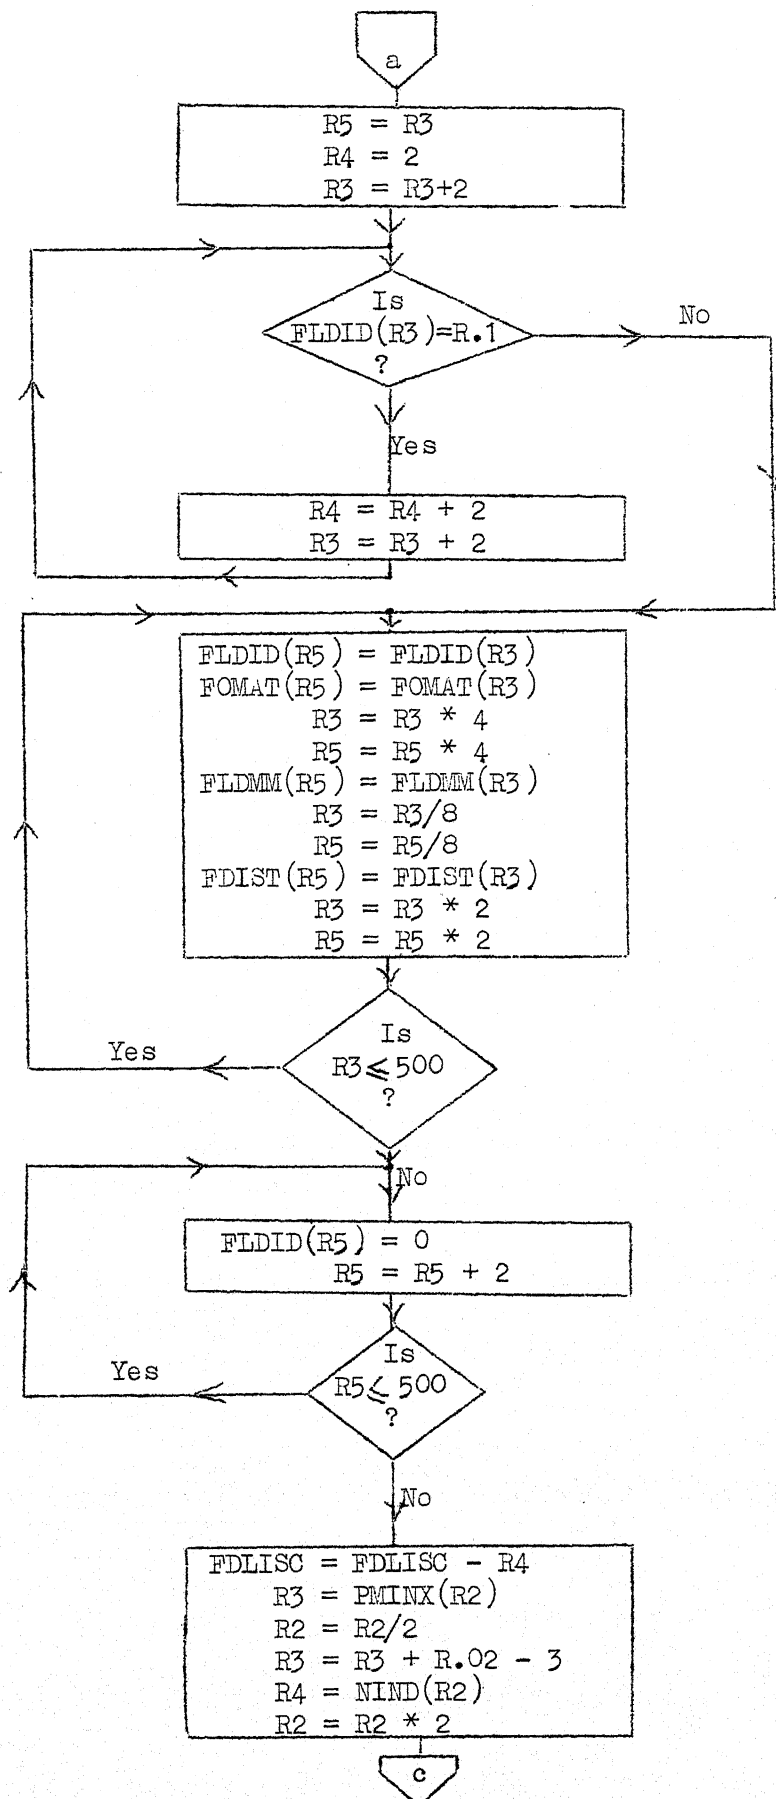 a
R5 = R3
R4 = 2
R3 = R3+2
Is
FLDID(R3)=R.1
?
No
Yes
R4 = R4 + 2
R3 = R3 + 2
FLDID(R5) = FLDID(R3)
FOMAT(R5) = FOMAT(R3)
R3 = R3 * 4
R5 = R5 * 4
FLDMM(R5) = FLDMM(R3)
R3 = R3/8
R5 = R5/8
FDIST(R5) = FDIST(R3)
R3 = R3 * 2
R5 = R5 * 2
Is
R3 ≤ 500
?
Yes
No
FLDID(R5) = 0
R5 = R5 + 2
Is
R5 ≤ 500
?
Yes
No
FDLISC = FDLISC - R4
R3 = PMINX(R2)
R2 = R2/2
R3 = R3 + R.02 - 3
R4 = NIND(R2)
R2 = R2 * 2
c